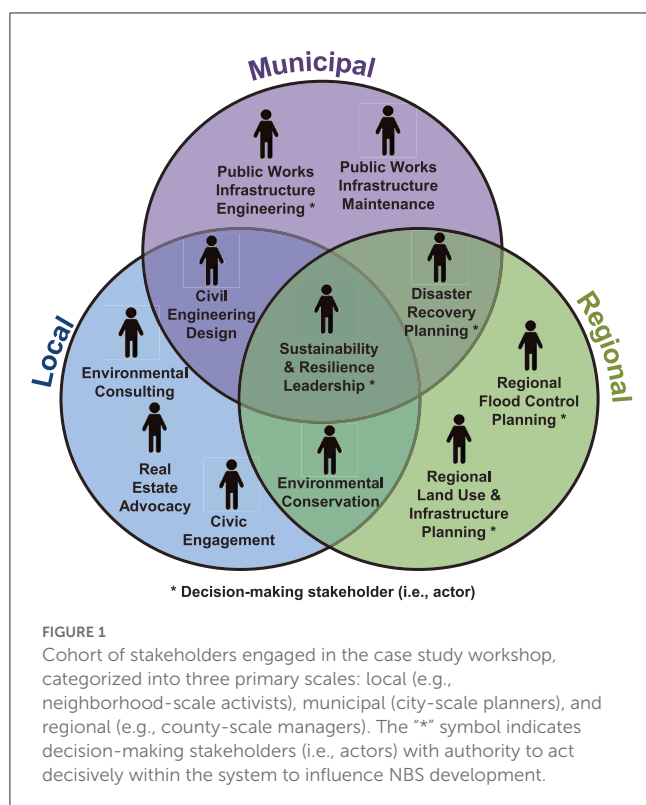 Municipal
Public Works
Infrastructure
Engineering *
Public Works
Infrastructure
Maintenance
Local
Regional
Civil
Engineering
Design
Disaster
Recovery
Planning *
Sustainability
& Resilience
Leadership *
Environmental
Consulting
Regional
Flood Control
Planning *
Real
Estate
Advocacy
Civic
Engagement
Environmental
Conservation
Regional
Land Use &
Infrastructure
Planning *
* Decision-making stakeholder (i.e., actor)
FIGURE 1
Cohort of stakeholders engaged in the case study workshop,
categorized into three primary scales: local (e.g.,
neighborhood-scale activists), municipal (city-scale planners), and
regional (e.g., county-scale managers). The “*” symbol indicates
decision-making stakeholders (i.e., actors) with authority to act
decisively within the system to influence NBS development.